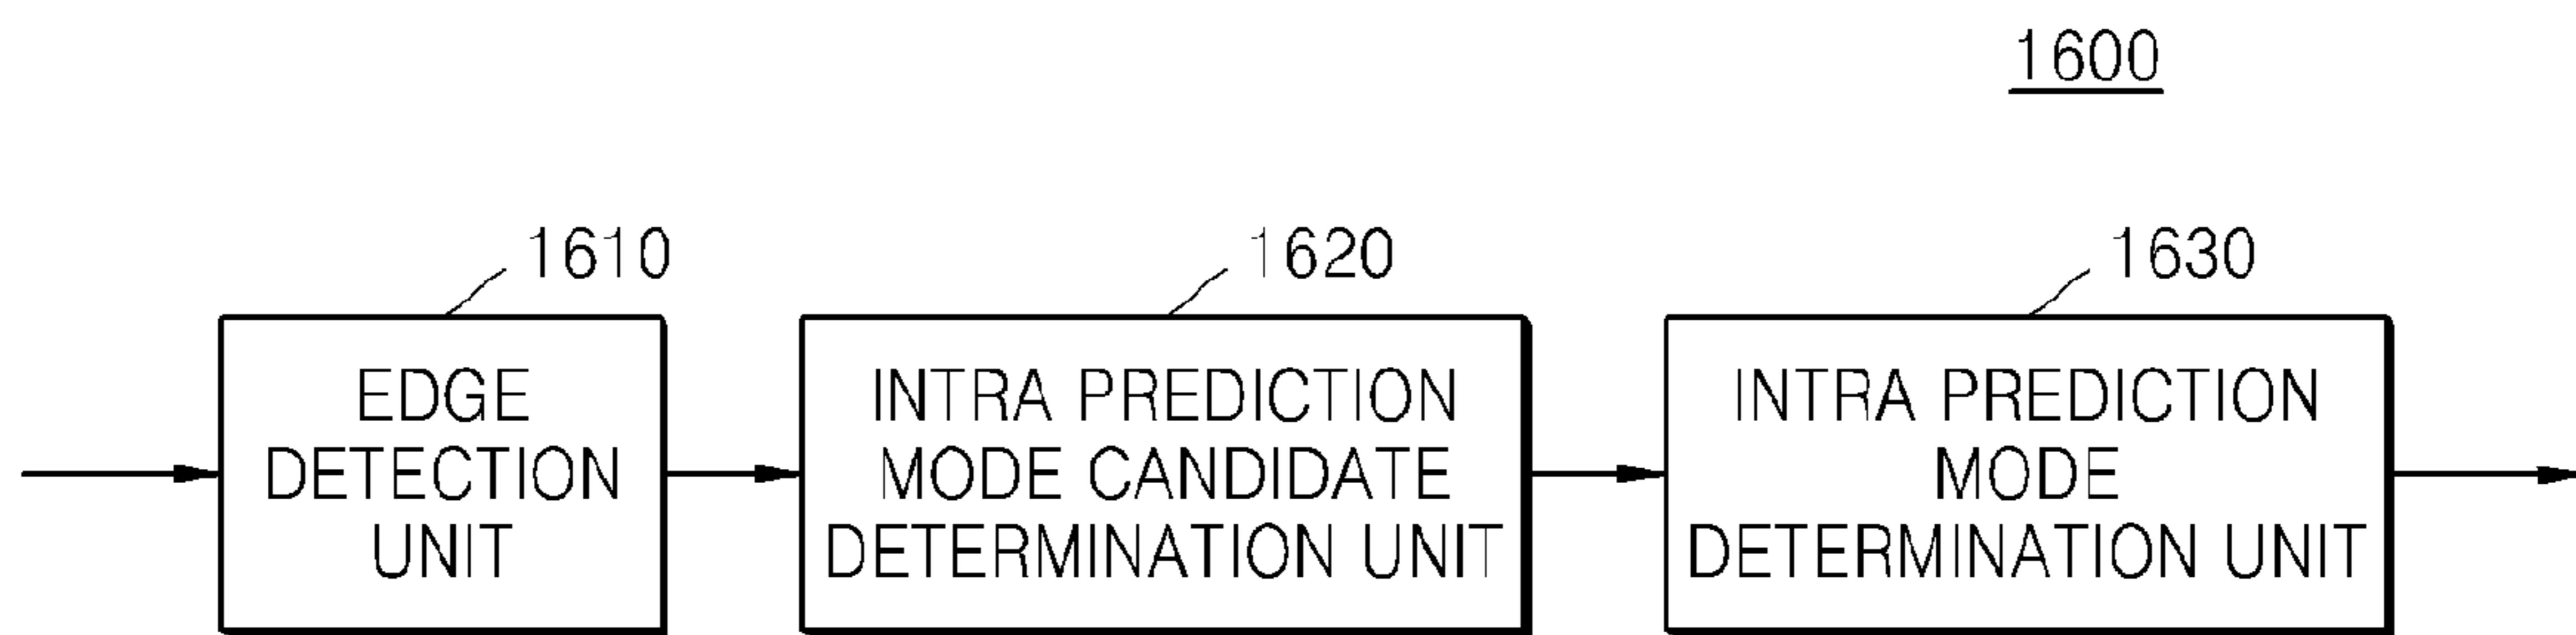 1600
1610
1620
1630
EDGE
DETECTION
UNIT
INTRA PREDICTION
MODE CANDIDATE
DETERMINATION UNIT
INTRA PREDICTION
MODE
DETERMINATION UNIT